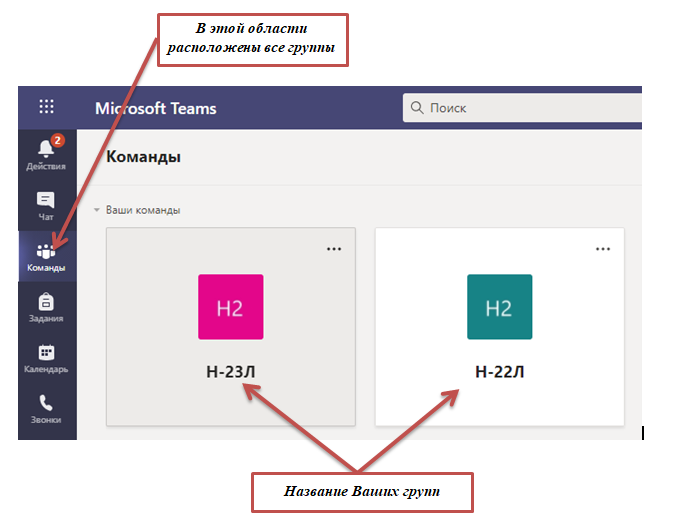 В этой области
расположены все группы
Microsoft Teams
Поиск
2
Действия
Команды
Чат
Ваши команды
Команды
Н2
Н2
Задания
Н-23Л
Н-22Л
Календарь
Звонки
Название Ваших групп